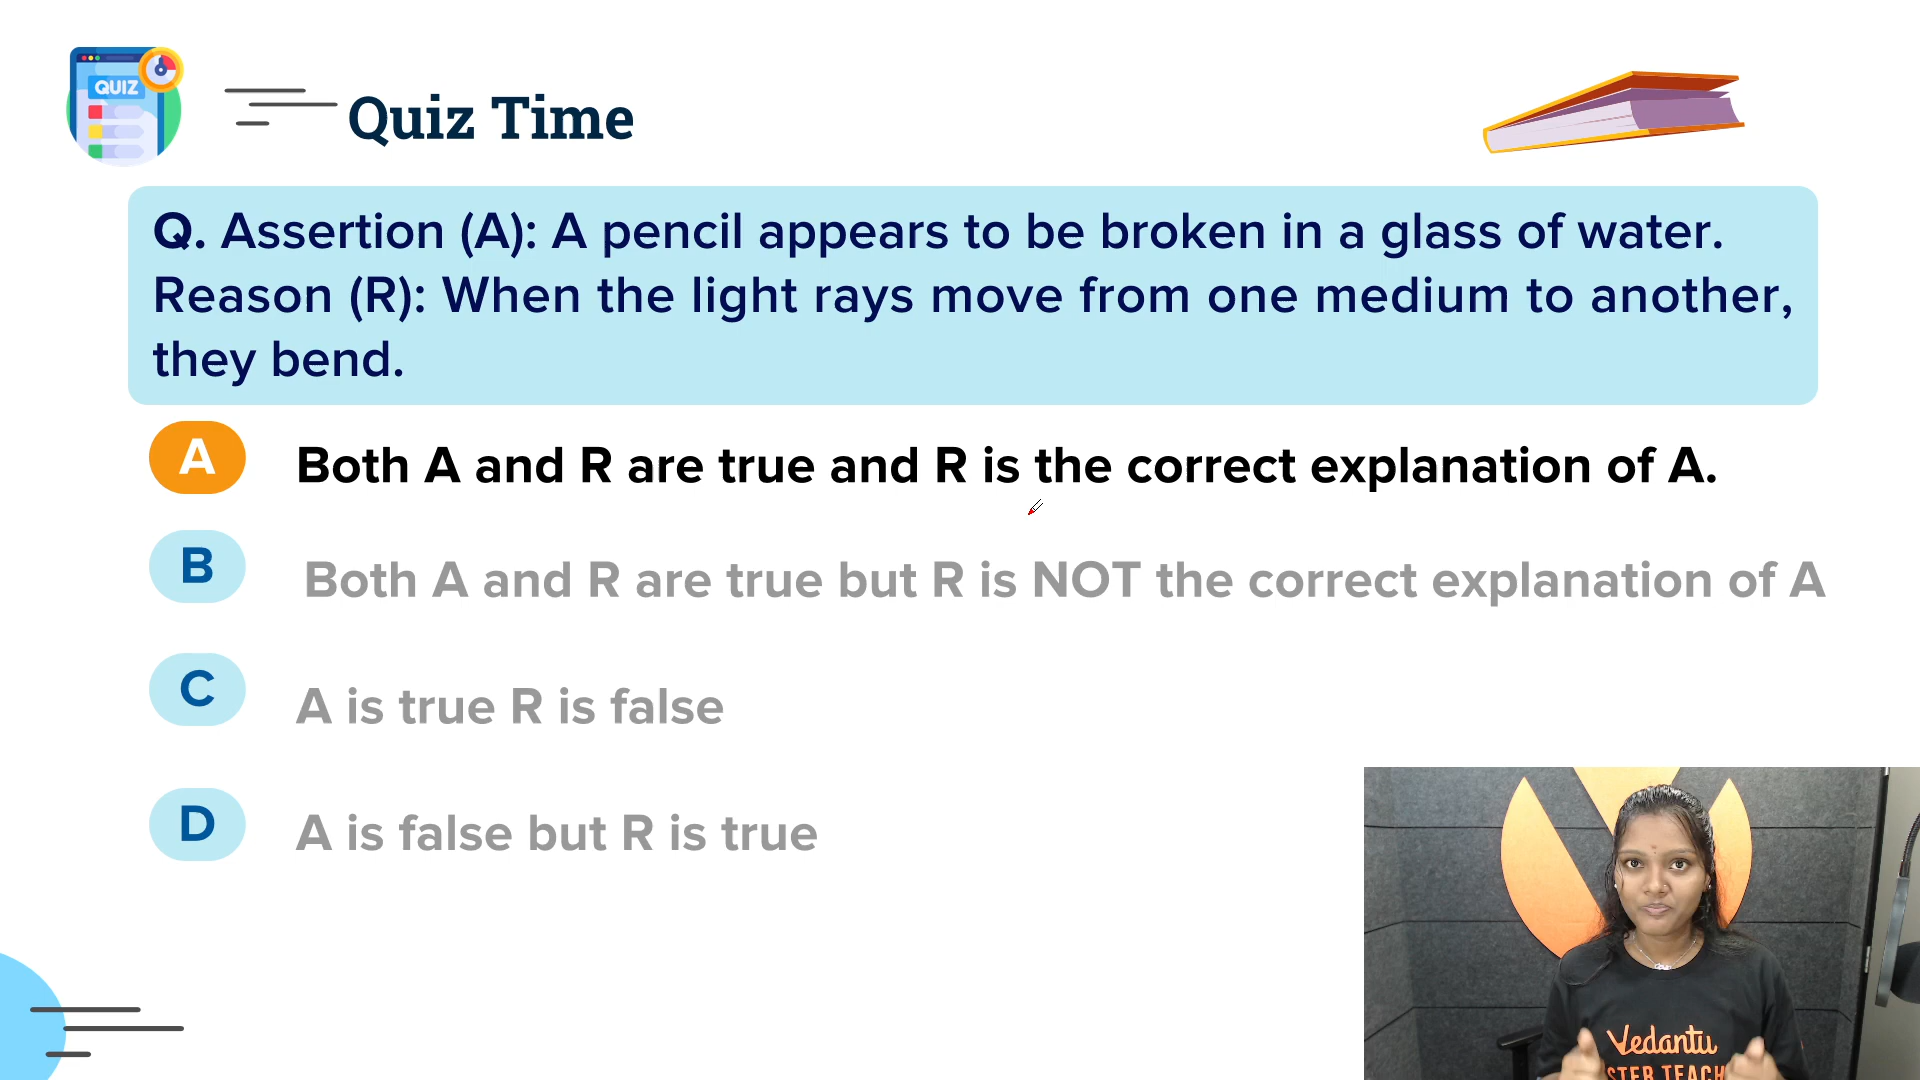 QUIZ
Quiz Time
Q. Assertion (A): A pencil appears to be broken in a glass of water.
Reason (R): When the light rays move from one medium to another,
they bend.
A Both A and R are true and R is the correct explanation of A.
B Both A and R are true but R is NOT the correct explanation of A
C A is true R is false
D A is false but R is true
Vedantu